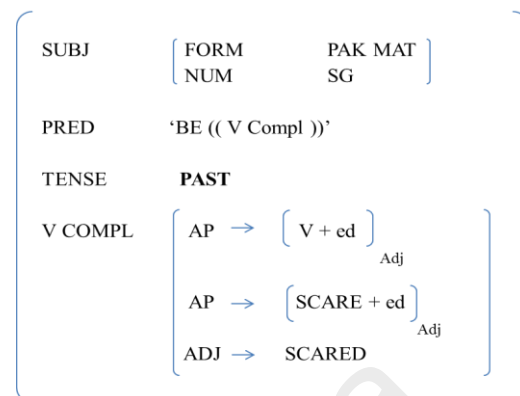 SUBJ FORM PAK MAT
NUM SG
PRED ‘BE (( V Compl ))’
TENSE PAST
V COMPL AP → V + ed
Adj
AP → SCARE + ed
Adj
ADJ → SCARED